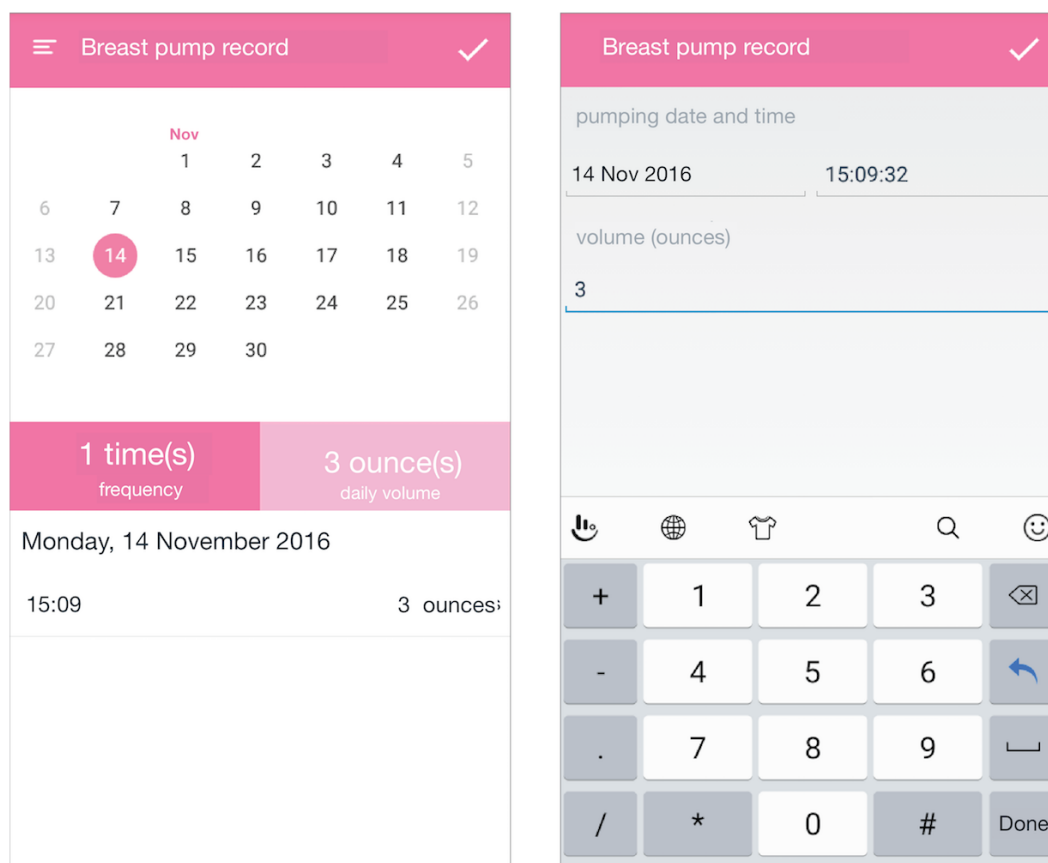 Breast pump record
Nov
1 2 3 4 5
6 7 8 9 10 11 12
13 14 15 16 17 18 19
20 21 22 23 24 25 26
27 28 29 30
1 time(s)
frequency
3 ounce(s)
daily volume
Monday, 14 November 2016
15:09 3 ounces
Breast pump record
pumping date and time
14 Nov 2016 15:09:32
volume (ounces)
3
+ 1 2 3
- 4 5 6
. 7 8 9
/ * 0 # Done